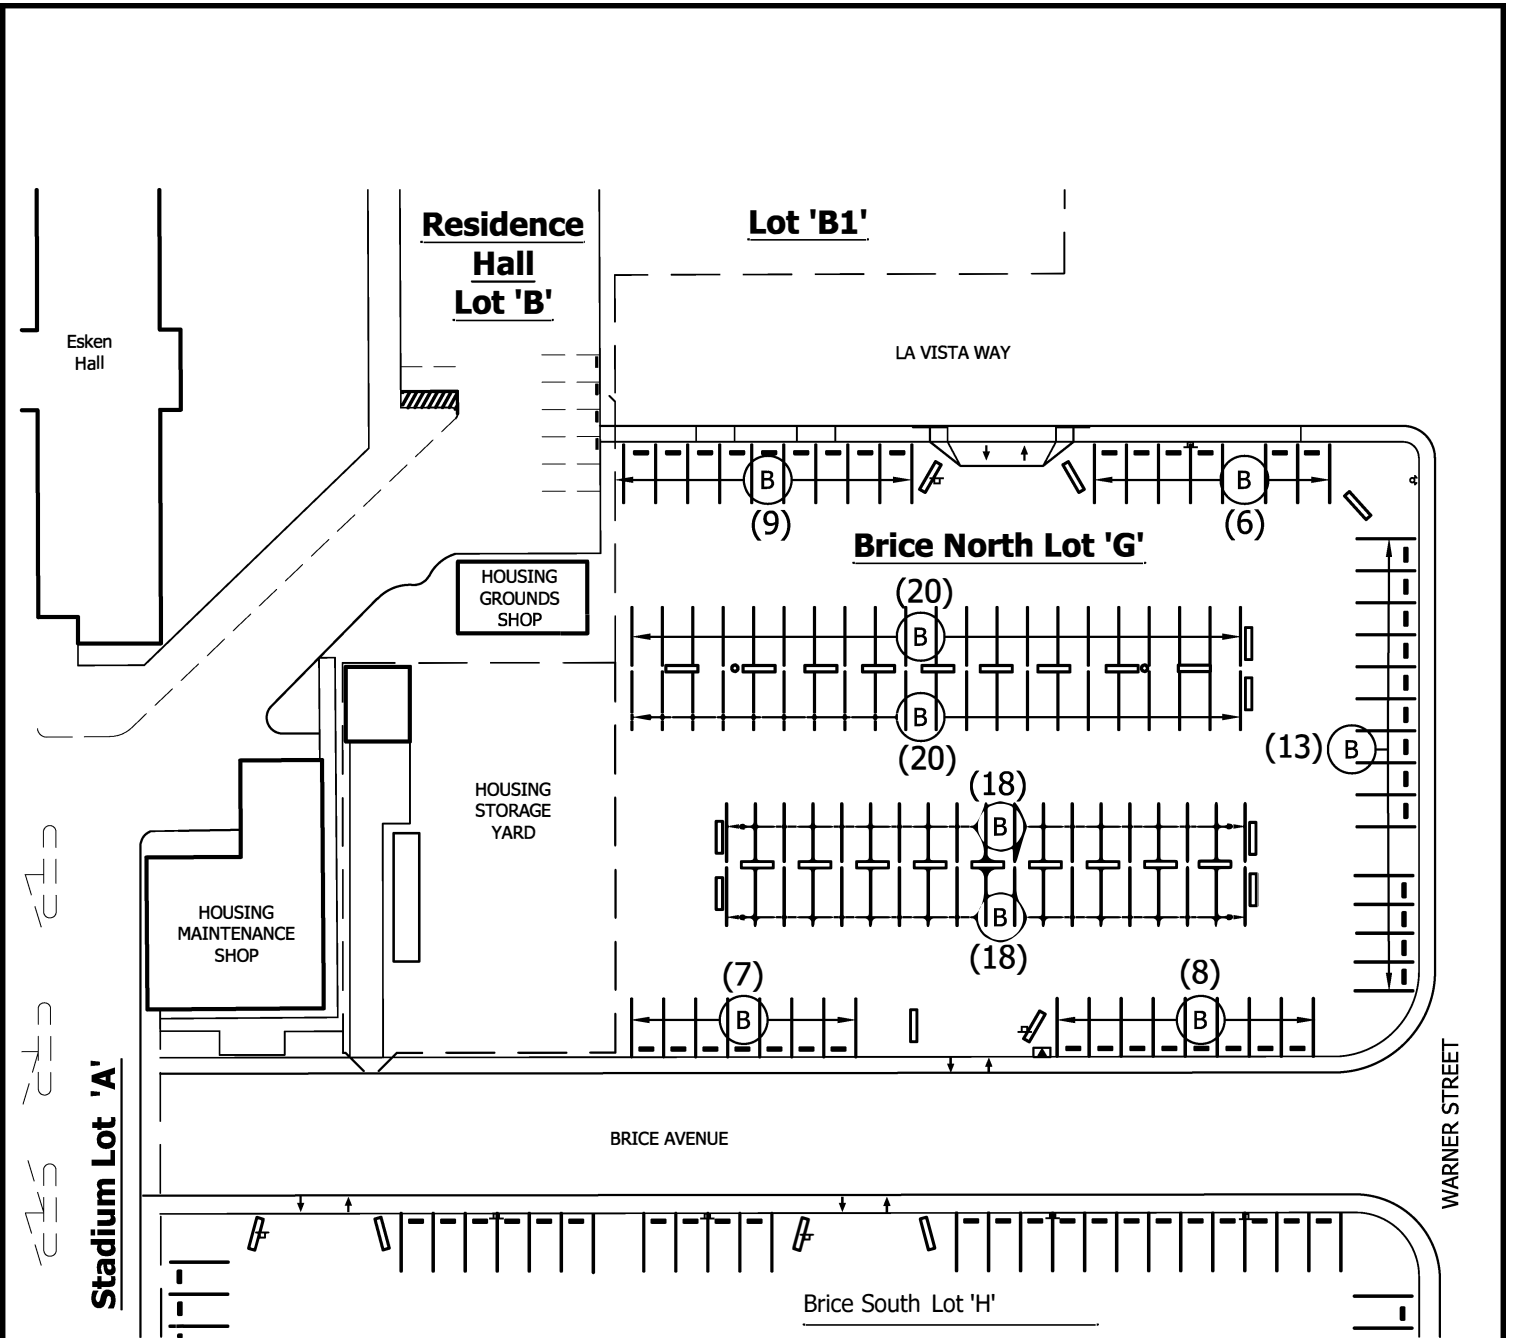 Residence
Hall
Lot 'B'
Lot 'B1'
Esken
Hall
LA VISTA WAY
B
(9)
B
(6)
Brice North Lot 'G'
HOUSING
GROUNDS
SHOP
(20)
B
B
(20)
(13) B
HOUSING
STORAGE
YARD
(18)
B
B
(18)
HOUSING
MAINTENANCE
SHOP
(7)
B
(8)
B
Stadium Lot 'A'
BRICE AVENUE
WARNER STREET
Brice South Lot 'H'